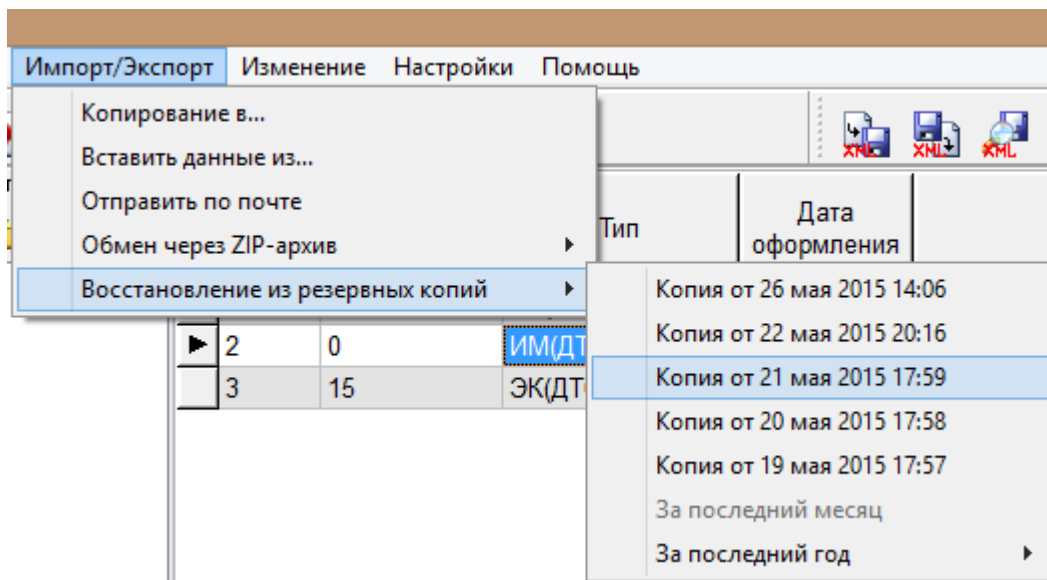 Импорт/Экспорт Изменение Настройки Помощь
Копирование в...
Вставить данные из...
Отправить по почте
Обмен через ZIP-архив
Восстановление из резервных копий
XML XML XML
Тип
Дата
оформления
Копия от 26 мая 2015 14:06
Копия от 22 мая 2015 20:16
Копия от 21 мая 2015 17:59
Копия от 20 мая 2015 17:58
Копия от 19 мая 2015 17:57
За последний месяц
За последний год
2 0 ИМ(ДТ
3 15 ЭК(ДТ